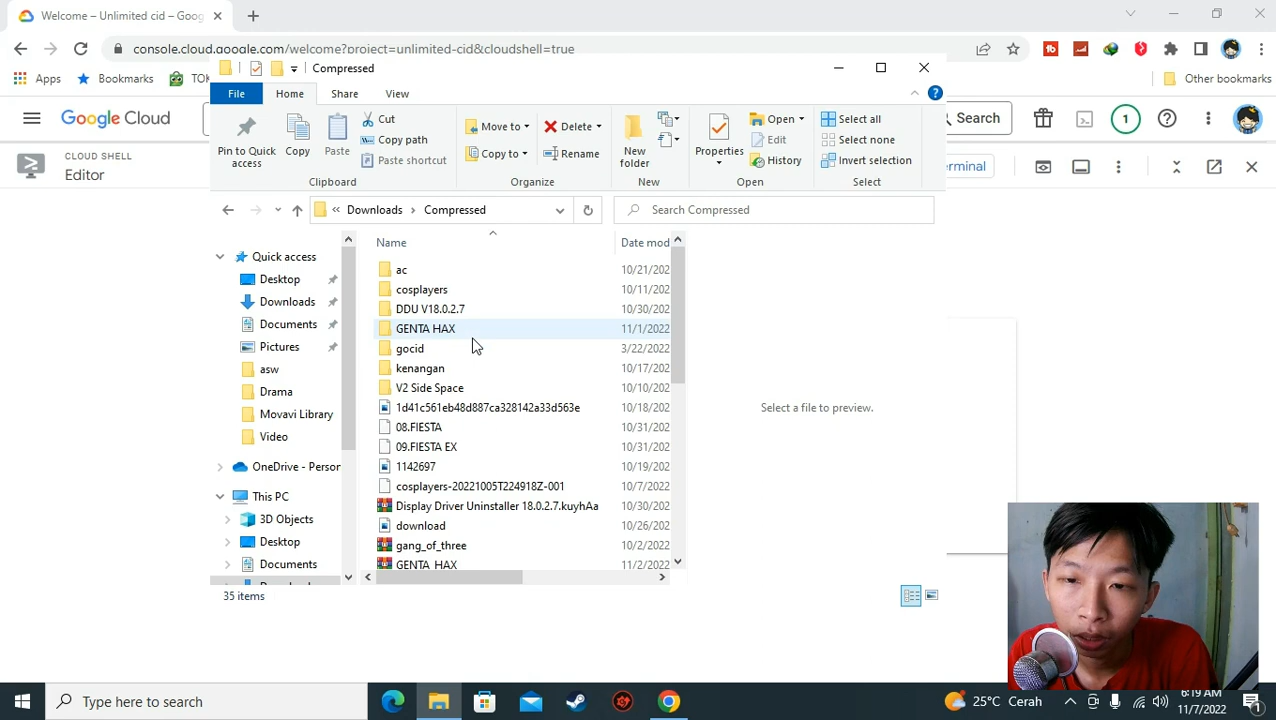 Welcome – Unlimited cid – Goog
console.cloud.google.com/welcome?project=unlimited-cid&cloudshell=true
Apps
Bookmarks
TOK
Other bookmarks
Google Cloud
Search
1
CLOUD SHELL
Editor
erminal
Compressed
File
Home
Share
View
Pin to Quick access
Copy
Paste
Cut
Copy path
Paste shortcut
Clipboard
Move to
Copy to
Delete
Rename
Organize
New folder
New
Properties
Open
Edit
History
Open
Select all
Select none
Invert selection
Select
« Downloads › Compressed
Search Compressed
Quick access
Desktop
Downloads
Documents
Pictures
asw
Drama
Movavi Library
Video
OneDrive - Person
This PC
3D Objects
Desktop
Documents
Name
Date mod
ac 10/21/202
cosplayers 10/11/202
DDU V18.0.2.7 10/30/202
GENTA HAX 11/1/2022
gocid 3/22/2022
kenangan 10/17/202
V2 Side Space 10/10/202
1d41c561eb48d887ca328142a33d563e 10/18/202
08.FIESTA 10/31/202
09.FIESTA EX 10/31/202
1142697 10/19/202
cosplayers-20221005T224918Z-001 10/7/2022
Display Driver Uninstaller 18.0.2.7.kuyhAa 10/30/202
download 10/26/202
gang_of_three 10/2/2022
GENTA_HAX 11/2/2022
Select a file to preview.
35 items
Type here to search
25°C Cerah
6:19 AM
11/7/2022
1